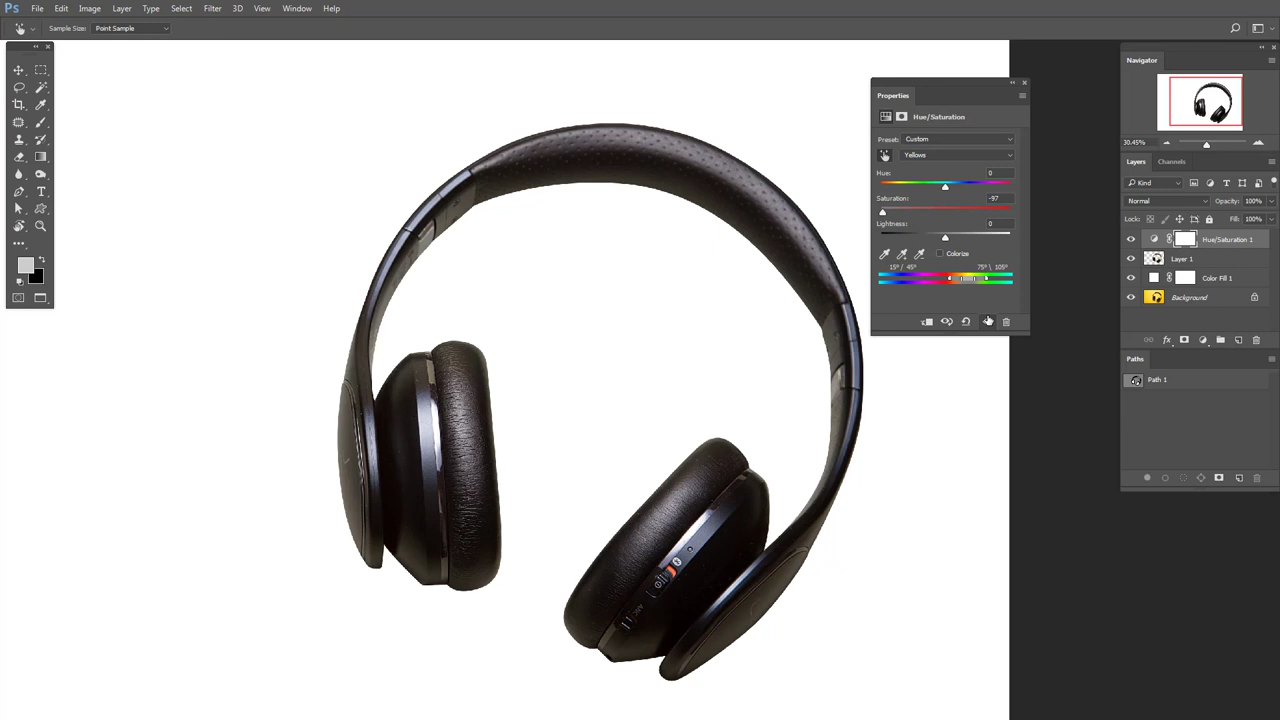 Ps File Edit Image Layer Type Select Filter 3D View Window Help
Sample Size: Point Sample
Navigator
30.45%
Properties
Hue/Saturation
Preset: Custom
Yellows
Hue: 0
Saturation: -97
Lightness: 0
Colorize
15°/ 45° 75°\ 105°
Layers Channels
Kind
Normal Opacity: 100%
Lock: Fill: 100%
Hue/Saturation 1
Layer 1
Color Fill 1
Background
Paths
Path 1